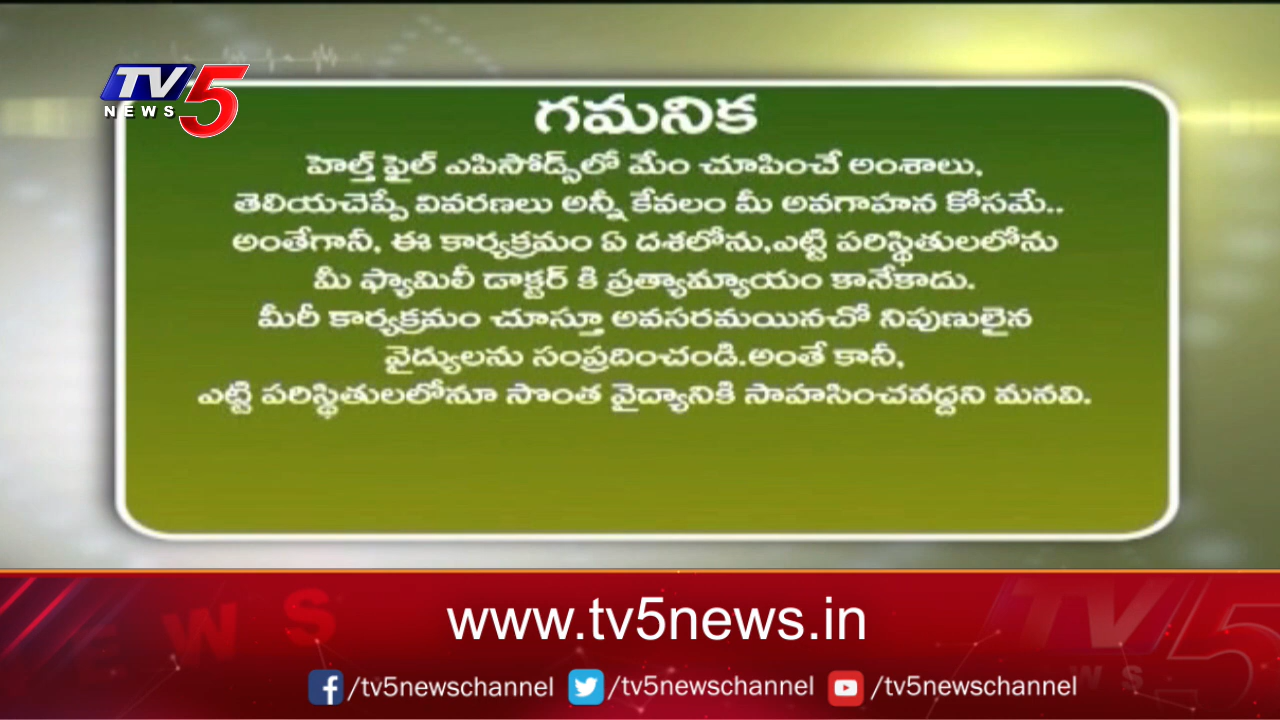 TV5
NEWS
గమనిక
హెల్త్ ఫైల్ ఎపిసోడ్స్‌లో మేం చూపించే అంశాలు,
తెలియచెప్పే వివరణలు అన్నీ కేవలం మీ అవగాహన కోసమే..
అంతేగానీ, ఈ కార్యక్రమం ఏ దశలోను,ఎట్టి పరిస్థితులలోను
మీ ఫ్యామిలీ డాక్టర్ కి ప్రత్యామ్యాయం కానేకాదు.
మీరీ కార్యక్రమం చూస్తూ అవసరమయినచో నిపుణులైన
వైద్యులను సంప్రదించండి.అంతే కానీ,
ఎట్టి పరిస్థితులలోనూ సొంత వైద్యానికి సాహసించవద్దని మనవి.
www.tv5news.in
/tv5newschannel /tv5newschannel /tv5newschannel